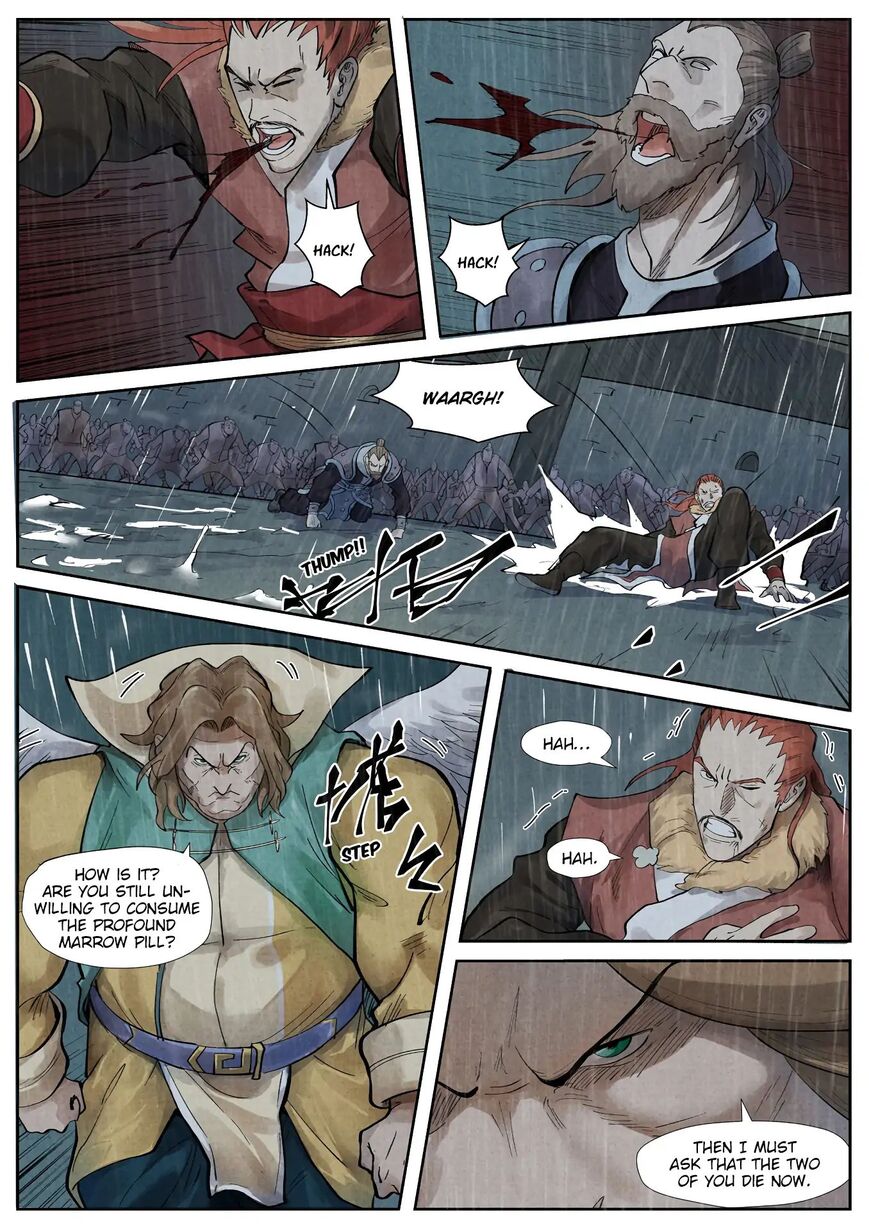 HACK!
HACK!
WAARGH!
THUMP!!
HOW IS IT?
ARE YOU STILL UN-
WILLING TO CONSUME
THE PROFOUND
MARROW PILL?
STEP
HAH...
HAH.
THEN I MUST
ASK THAT THE TWO
OF YOU DIE NOW.